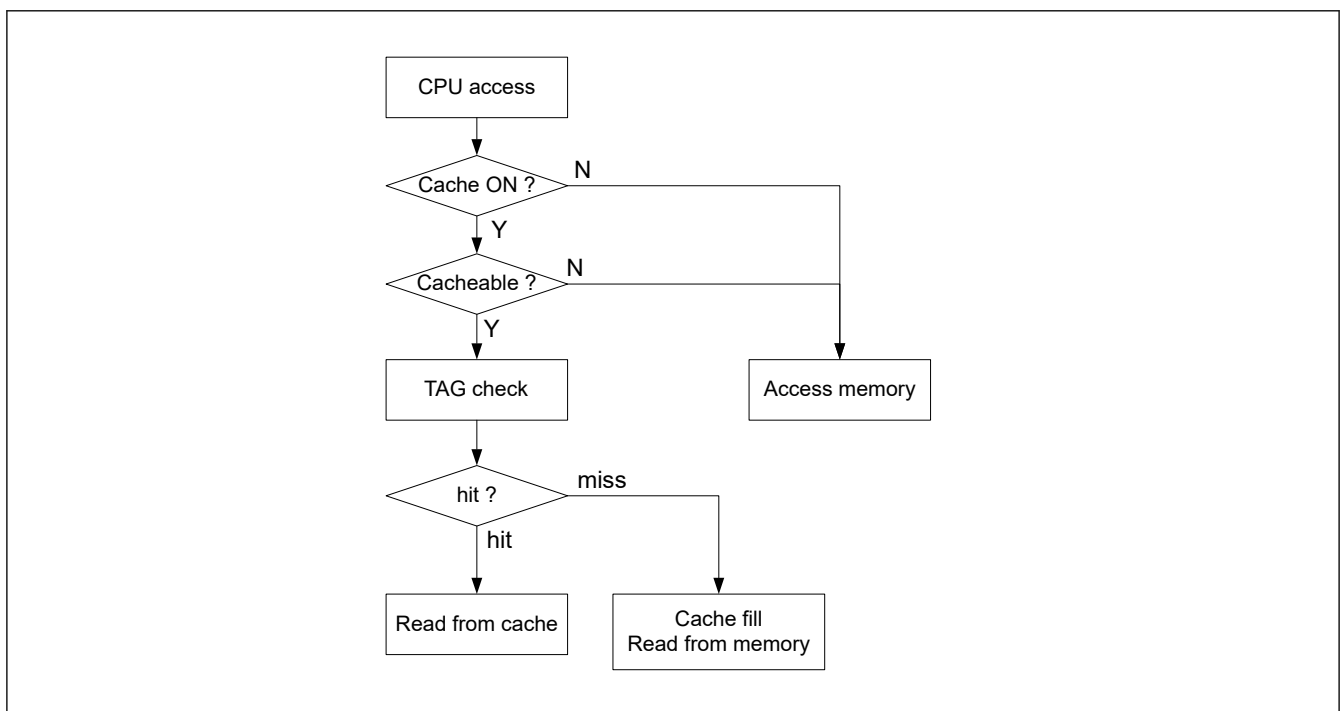 CPU access
Cache ON ?
N
Y
Cacheable ?
N
Y
TAG check
Access memory
hit ?
miss
hit
Read from cache
Cache fill
Read from memory